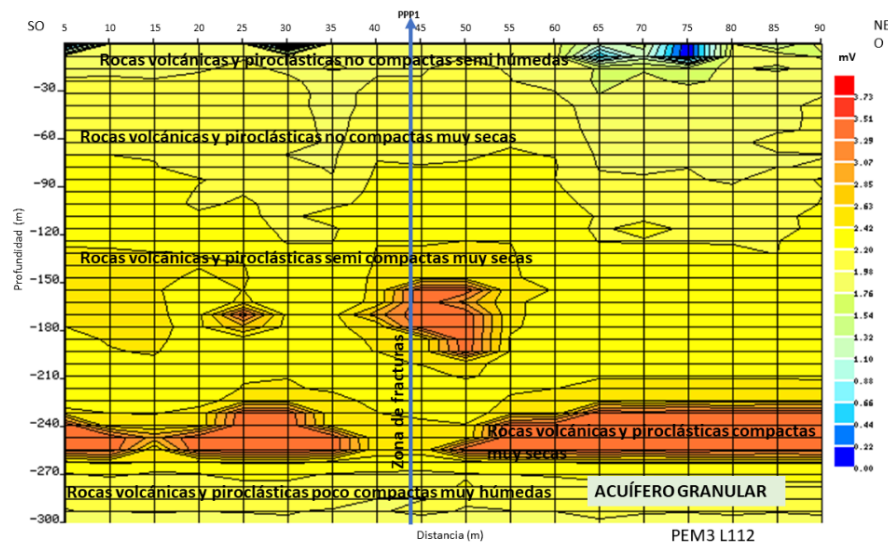 PPP1
SO
NE
O
5 10 15 20 25 30 35 40 45 50 55 60 65 70 75 80 85 90
mV
Rocas volcánicas y piroclásticas no compactas semi húmedas
-30
3.73
3.51
-60
Rocas volcánicas y piroclásticas no compactas muy secas
3.29
3.07
-90
2.85
2.63
Profundidad (m)
-120
2.42
2.20
Rocas volcánicas y piroclásticas semi compactas muy secas
-150
1.98
1.76
-180
1.54
1.32
-210
1.10
0.88
Zona de fracturas
-240
0.66
Rocas volcánicas y piroclásticas compactas
muy secas
0.44
0.22
-270
0.00
Rocas volcánicas y piroclásticas poco compactas muy húmedas
ACUÍFERO GRANULAR
-300
Distancia (m)
PEM3 L112